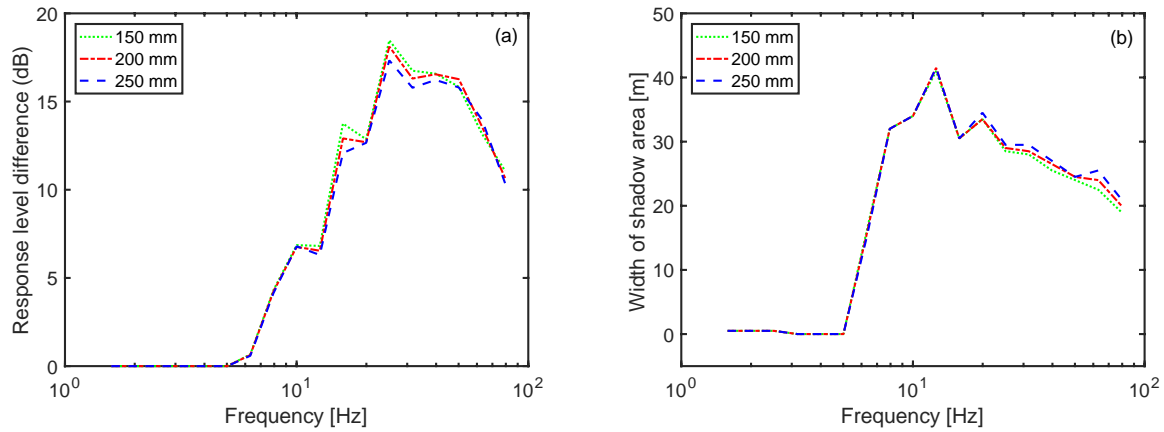 (a)
150 mm
200 mm
250 mm
Response level difference (dB)
20
15
10
5
0
10^0
10^1
10^2
Frequency [Hz]
(b)
150 mm
200 mm
250 mm
Width of shadow area [m]
50
40
30
20
10
0
10^0
10^1
10^2
Frequency [Hz]